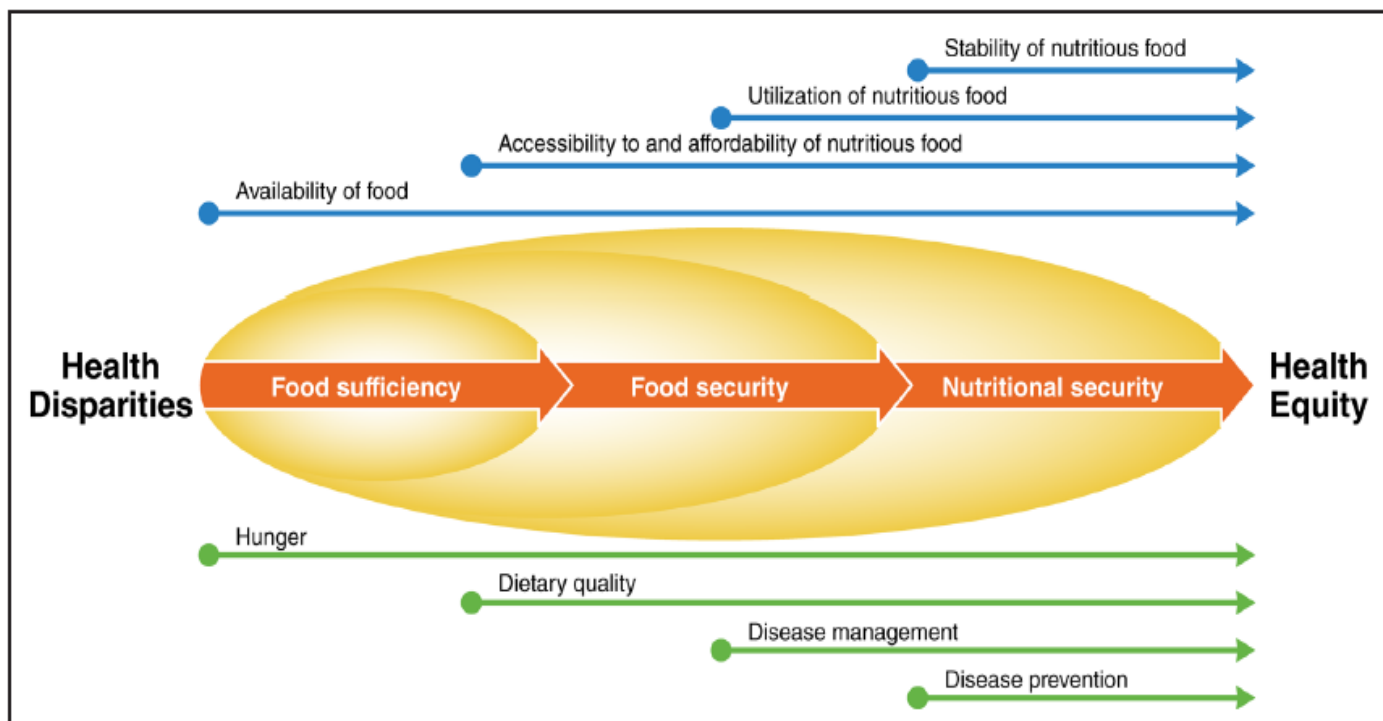 Stability of nutritious food
Utilization of nutritious food
Accessibility to and affordability of nutritious food
Availability of food
Health
Disparities
Food sufficiency
Food security
Nutritional security
Health
Equity
Hunger
Dietary quality
Disease management
Disease prevention